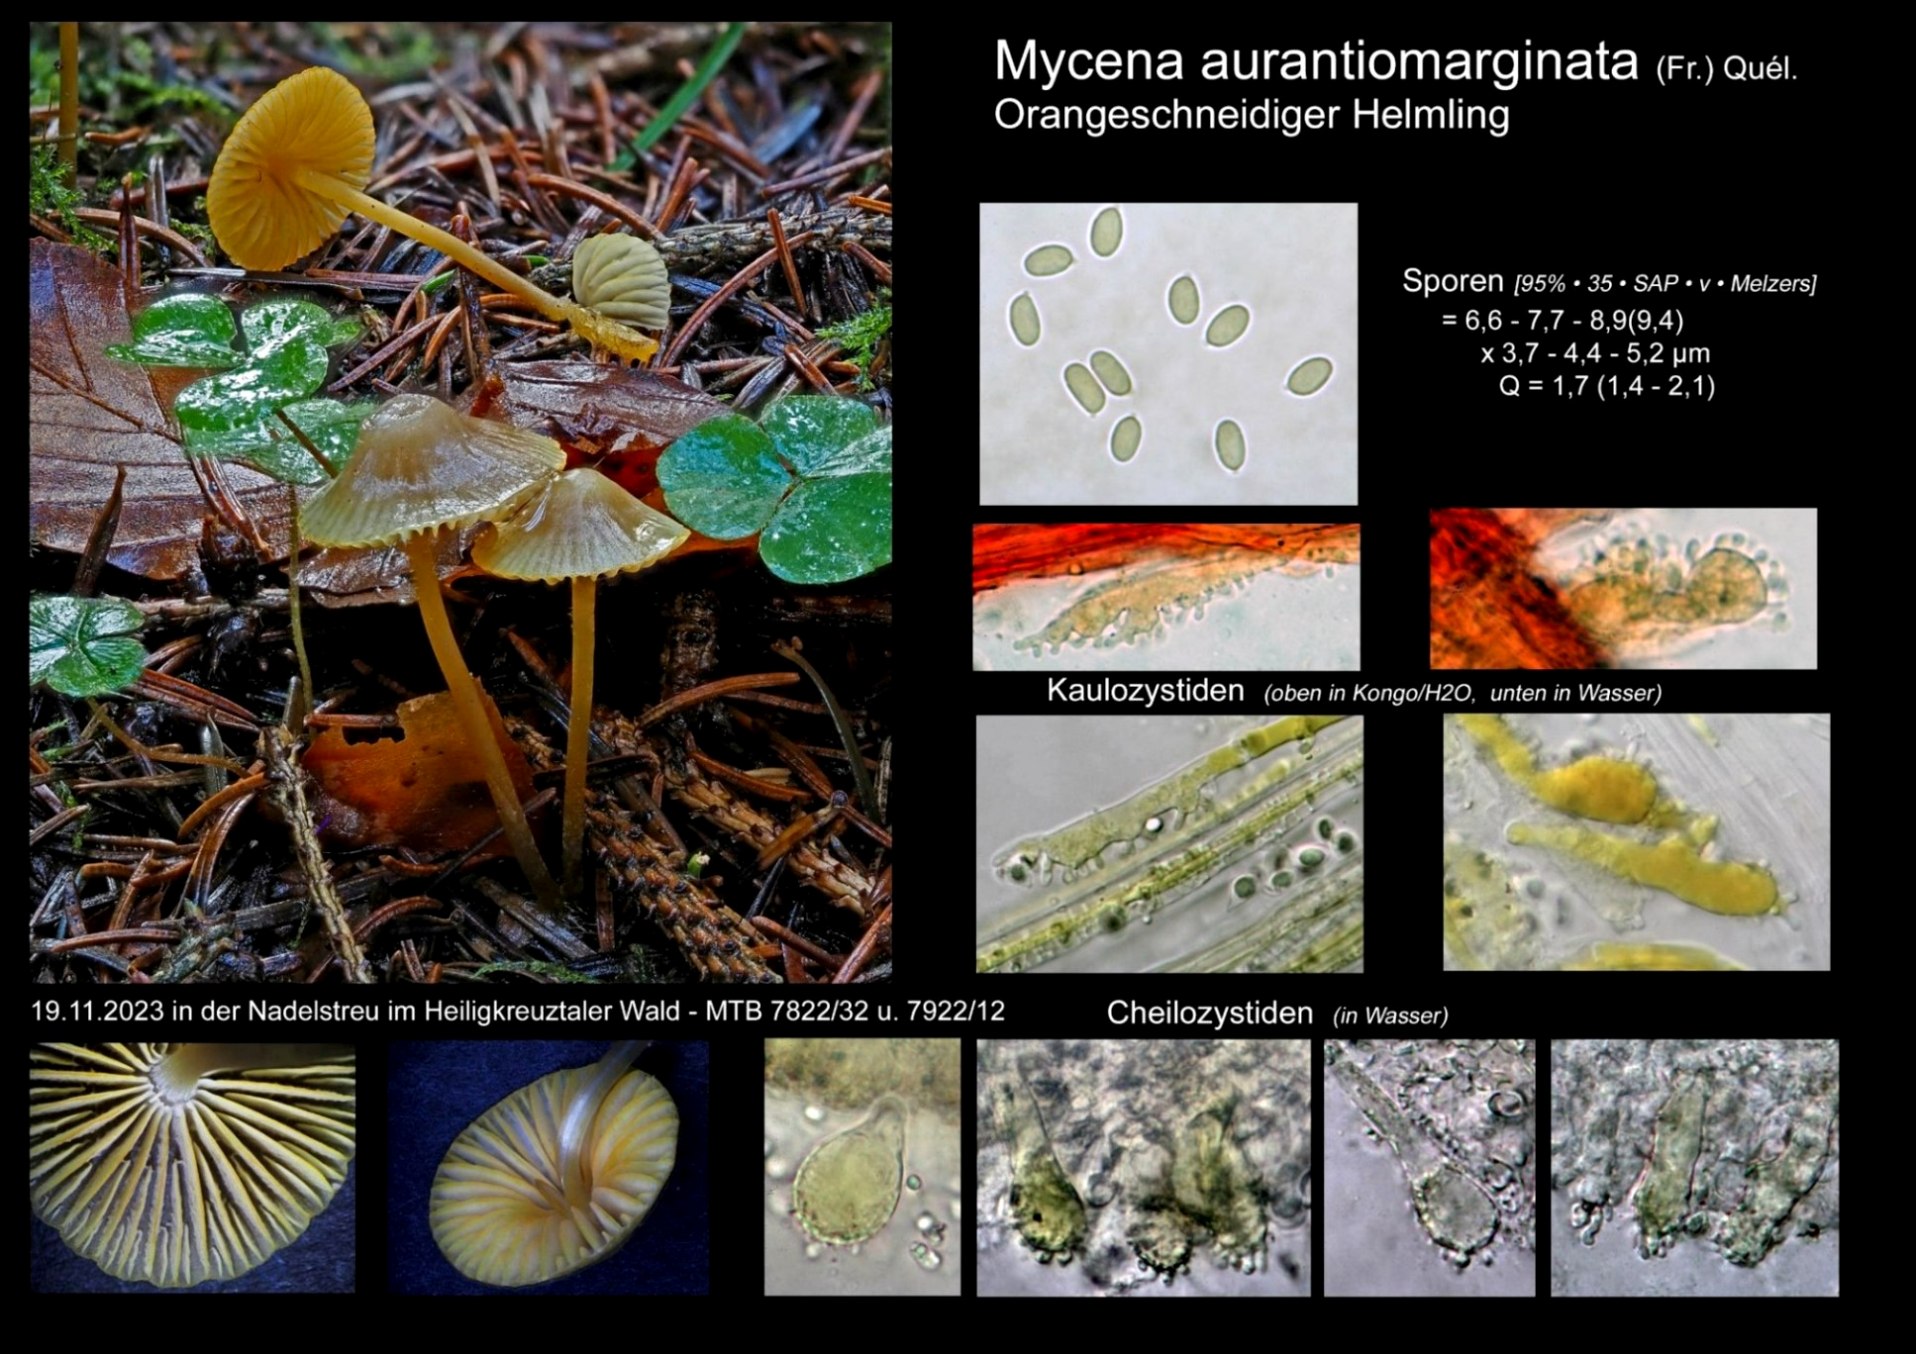 Mycena aurantiomarginata (Fr.) Quél.
Orangeschneidiger Helmling
Sporen [95% • 35 • SAP • v • Melzers]
= 6,6 - 7,7 - 8,9(9,4)
x 3,7 - 4,4 - 5,2 µm
Q = 1,7 (1,4 - 2,1)
Kaulozystiden (oben in Kongo/H2O, unten in Wasser)
19.11.2023 in der Nadelstreu im Heiligkreuztaler Wald - MTB 7822/32 u. 7922/12
Cheilozystiden (in Wasser)